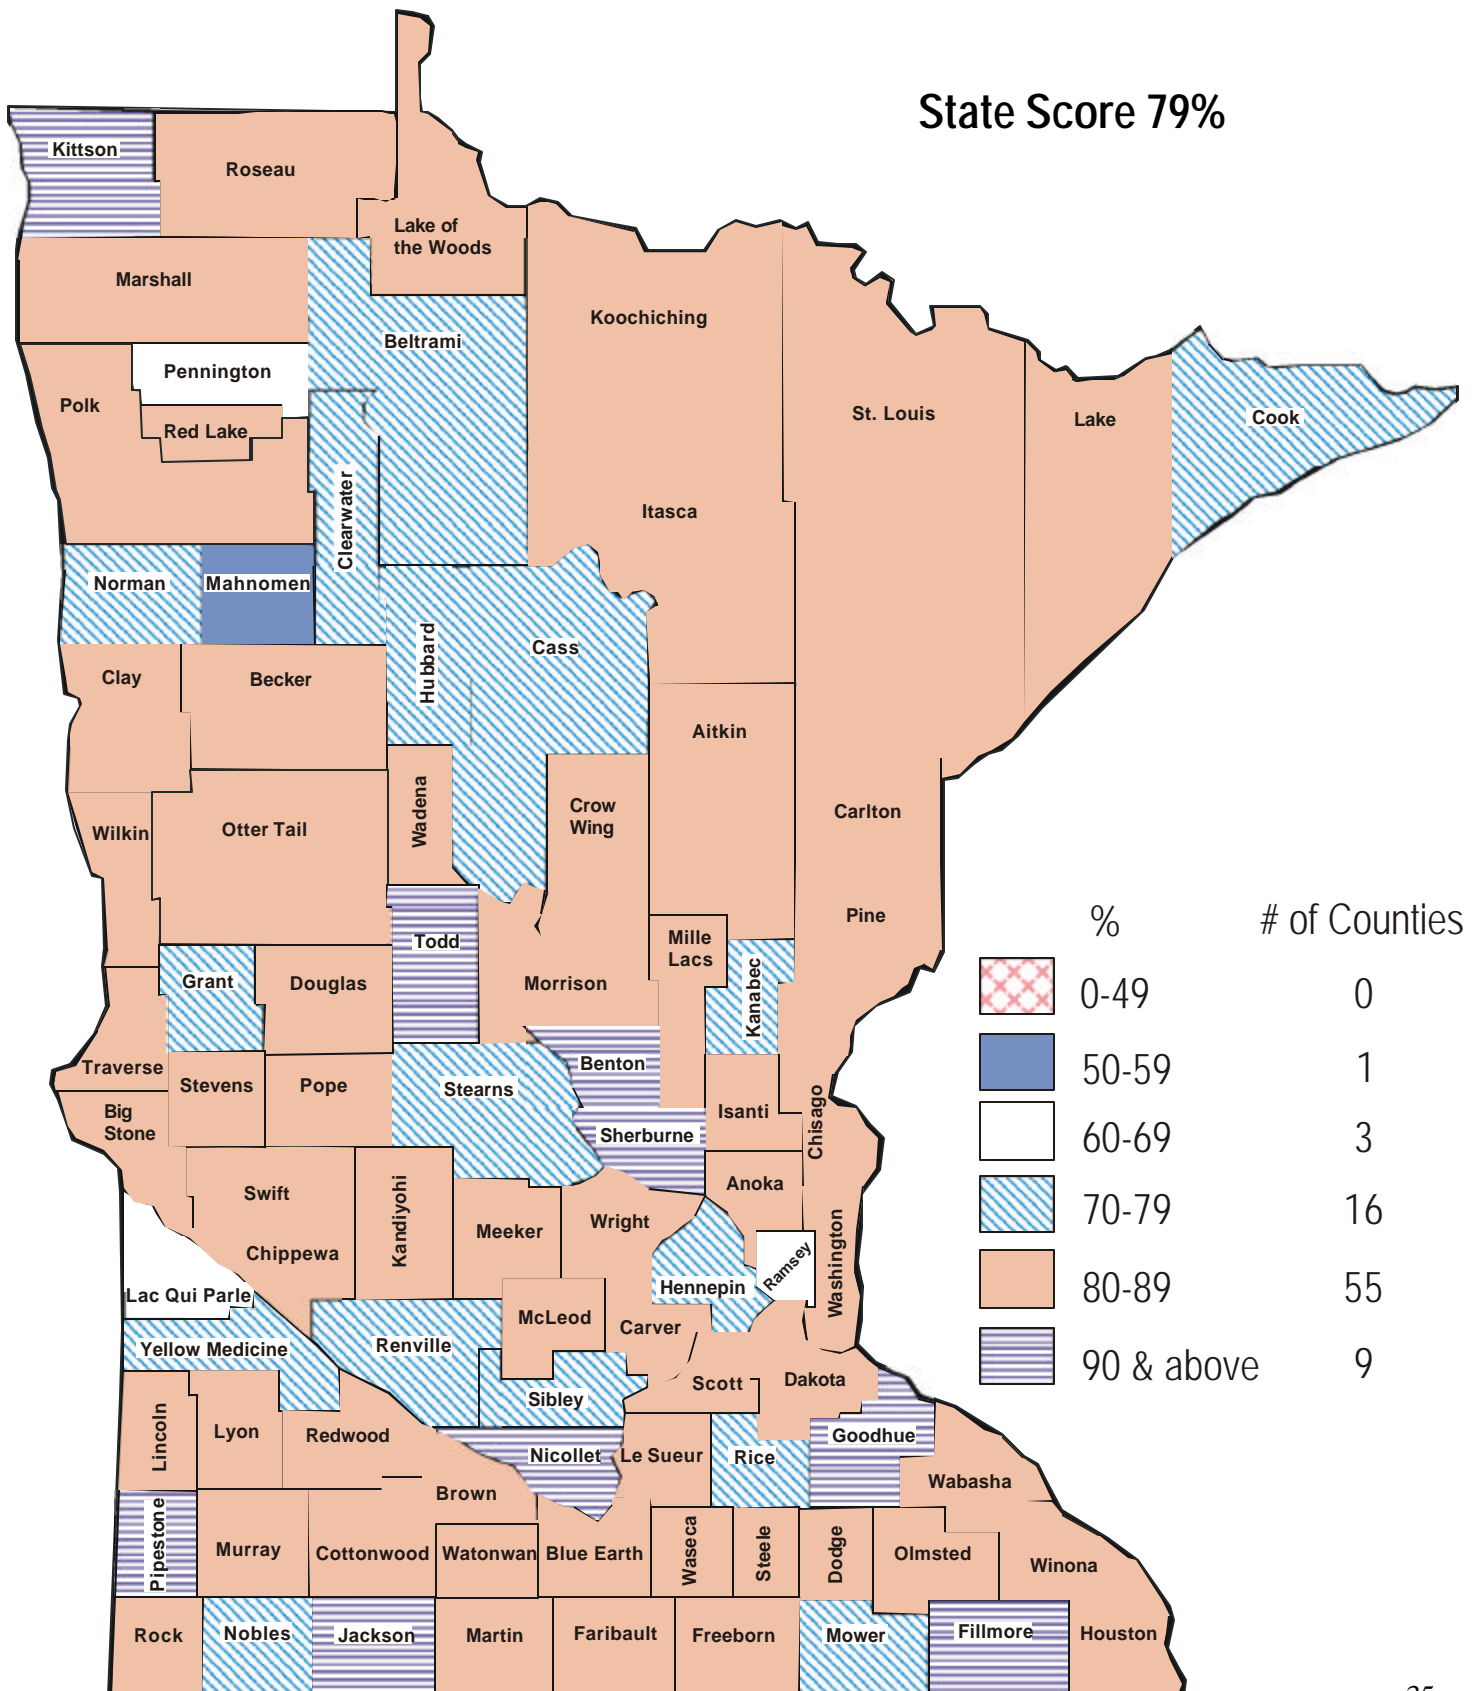 State Score 79%
Kittson
Roseau
Lake of
the Woods
Marshall
Koochiching
Beltrami
Pennington
Polk
Red Lake
St. Louis
Lake
Cook
Clearwater
Itasca
Norman
Mahnomen
Hubbard
Cass
Clay
Becker
Aitkin
Wadena
Crow
Wing
Carlton
Wilkin
Otter Tail
Pine
% # of Counties
0-49 0
50-59 1
60-69 3
70-79 16
80-89 55
90 & above 9
Todd
Mille
Lacs
Grant
Douglas
Morrison
Kanabec
Traverse
Stevens
Pope
Stearns
Benton
Big
Stone
Isanti
Chisago
Sherburne
Swift
Kandiyohi
Meeker
Wright
Anoka
Chippewa
Washington
Ramsey
Hennepin
Lac Qui Parle
McLeod
Carver
Yellow Medicine
Renville
Sibley
Scott
Dakota
Lincoln
Lyon
Redwood
Nicollet
Le Sueur
Rice
Goodhue
Wabasha
Brown
Pipestone
Murray
Cottonwood
Watonwan
Blue Earth
Waseca
Steele
Dodge
Olmsted
Winona
Rock
Nobles
Jackson
Martin
Faribault
Freeborn
Mower
Fillmore
Houston